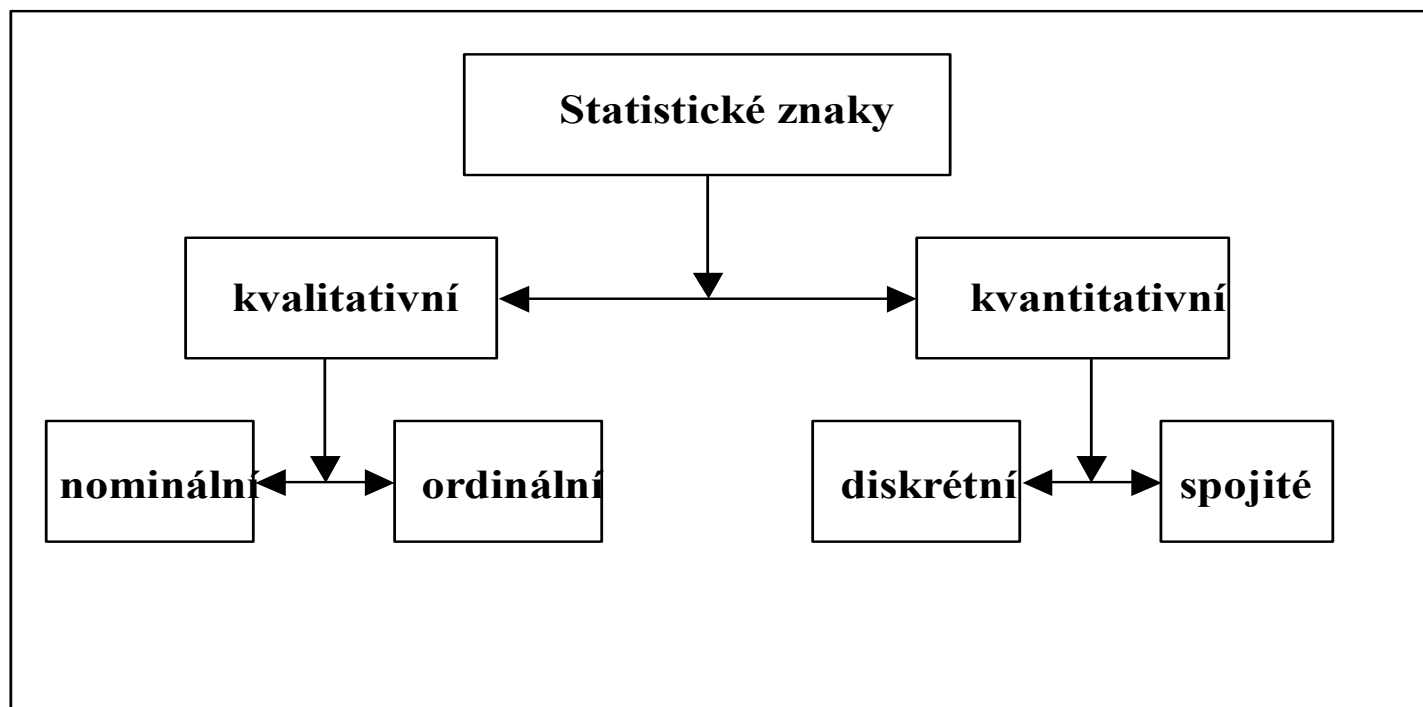 Statistické znaky
kvalitativní
kvantitativní
nominální
ordinální
diskrétní
spojité